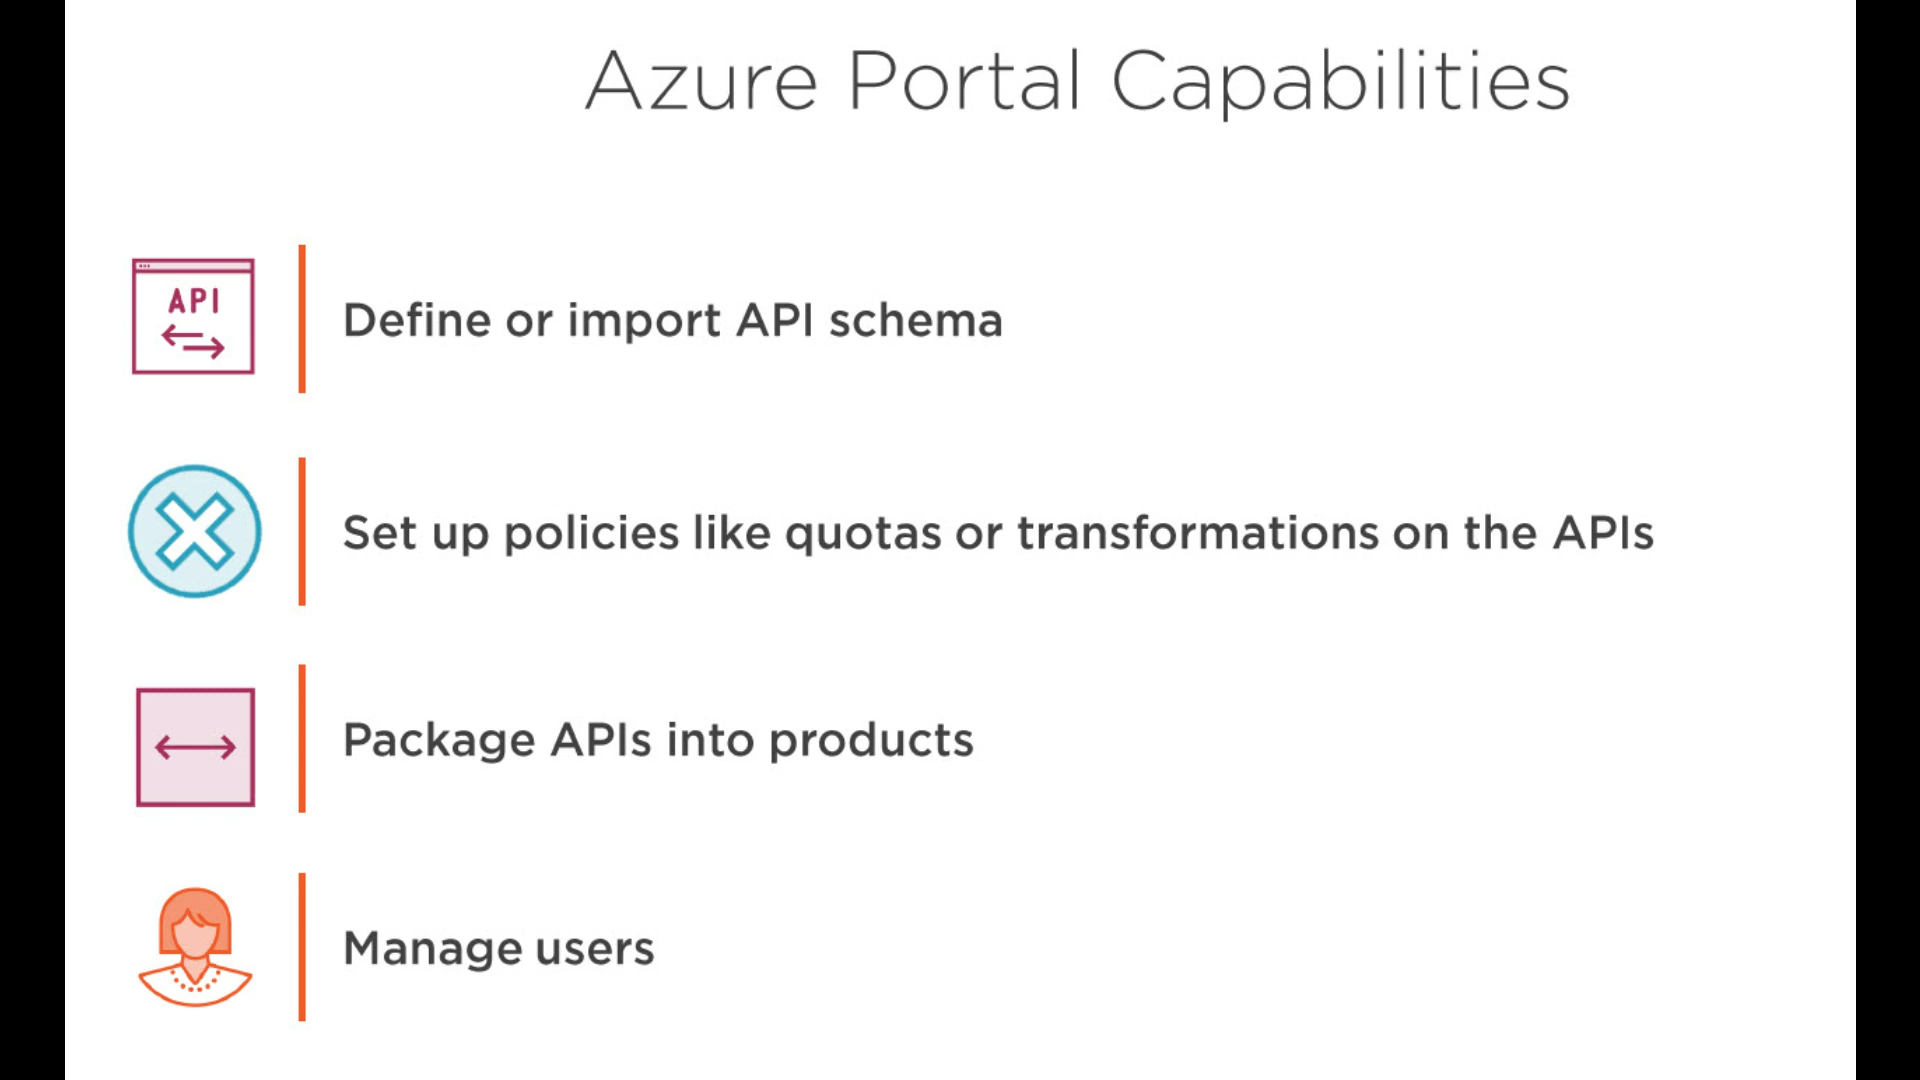 Azure Portal Capabilities
API
Define or import API schema
Set up policies like quotas or transformations on the APIs
Package APIs into products
Manage users